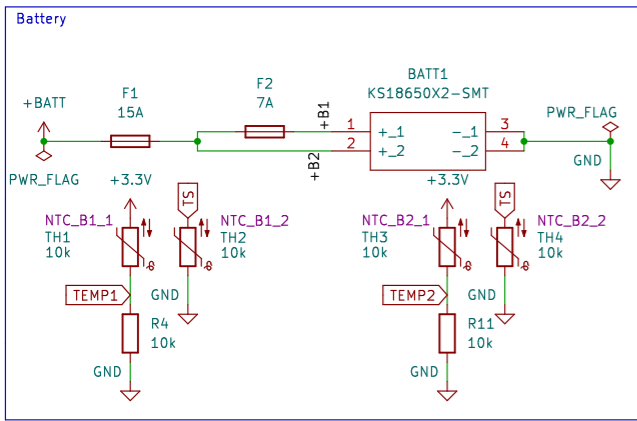 Battery
+BATT
F1
15A
F2
7A
+B1
+B2
BATT1
KS18650X2-SMT
1
2
+_1
+_2
-_1
-_2
3
4
PWR_FLAG
GND
PWR_FLAG
+3.3V
TS
NTC_B1_1
TH1
10k
NTC_B1_2
TH2
10k
TEMP1
GND
R4
10k
GND
+3.3V
TS
NTC_B2_1
TH3
10k
NTC_B2_2
TH4
10k
TEMP2
GND
R11
10k
GND